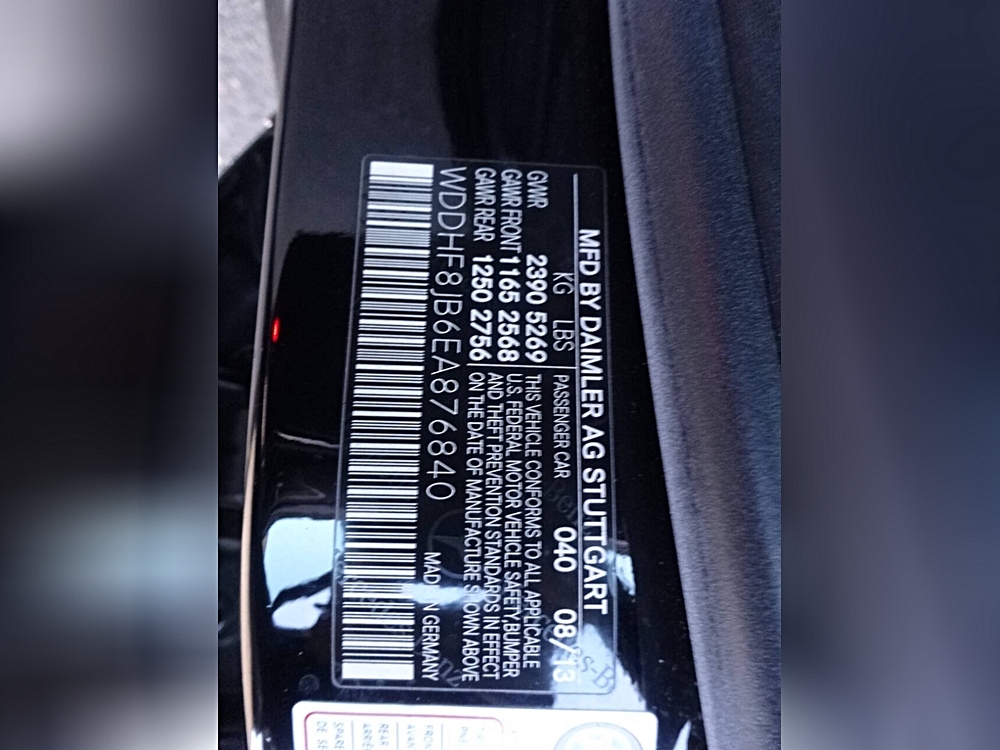 MFD BY DAIMLER AG STUTTGART
KG LBS PASSENGER CAR 040 08/13
GVWR 2390 5269 THIS VEHICLE CONFORMS TO ALL APPLICABLE
GAWR FRONT 1165 2568 U.S. FEDERAL MOTOR VEHICLE SAFETY,BUMPER
GAWR REAR 1250 2756 AND THEFT PREVENTION STANDARDS IN EFFECT
ON THE DATE OF MANUFACTURE SHOWN ABOVE
WDDHF8JB6EA876840 MADE IN GERMANY
REAR
SPARE